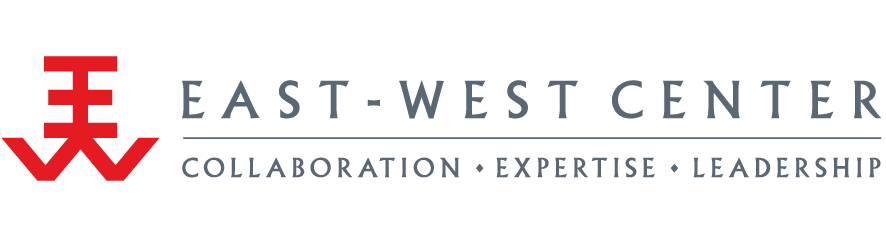 EAST-WEST CENTER
COLLABORATION • EXPERTISE • LEADERSHIP